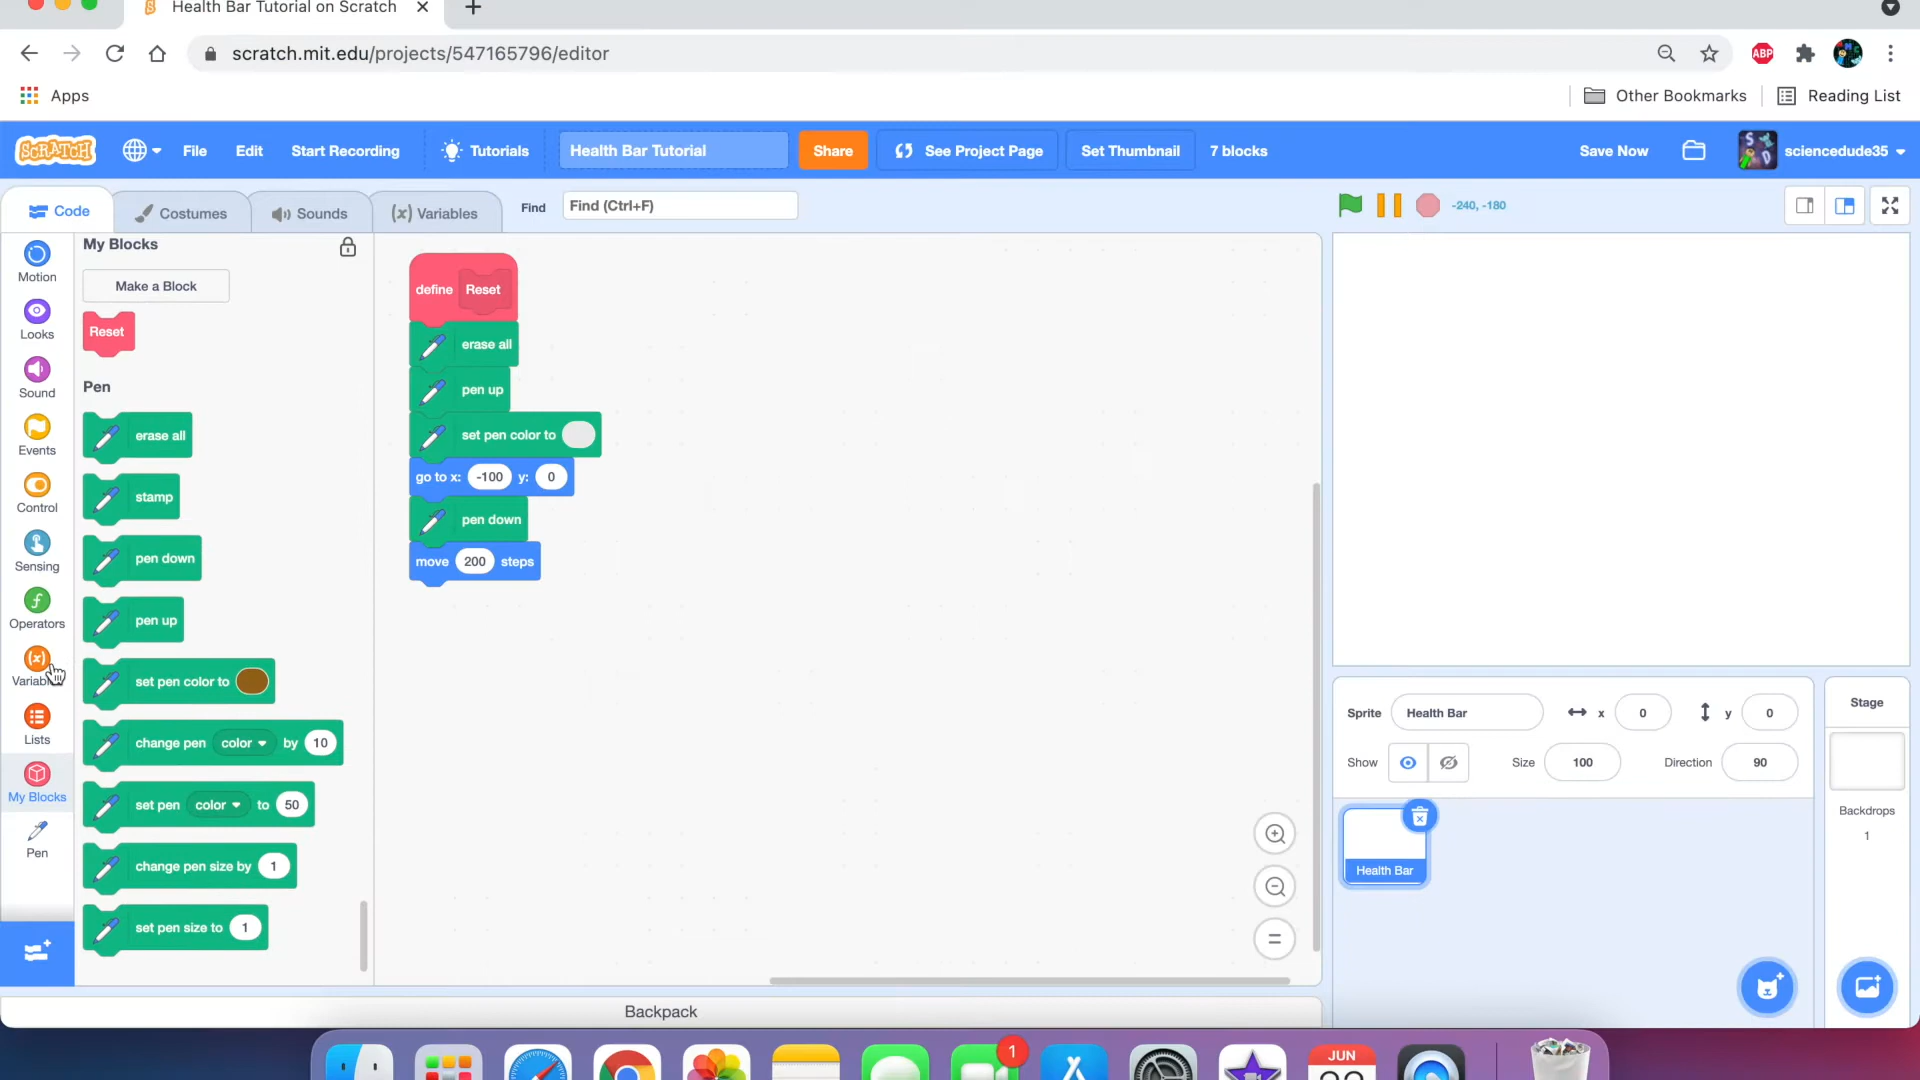 Health Bar Tutorial on Scratch
scratch.mit.edu/projects/547165796/editor
ABP
Apps
Other Bookmarks
Reading List
SCRATCH
File
Edit
Start Recording
Tutorials
Health Bar Tutorial
Share
See Project Page
Set Thumbnail
7 blocks
Save Now
sciencedude35
Code
Costumes
Sounds
(x) Variables
Find
Find (Ctrl+F)
-240, -180
Motion
Looks
Sound
Events
Control
Sensing
Operators
Variables
Lists
My Blocks
Pen
My Blocks
Make a Block
Reset
Pen
erase all
stamp
pen down
pen up
set pen color to
change pen color by 10
set pen color to 50
change pen size by 1
set pen size to 1
define Reset
erase all
pen up
set pen color to
go to x: -100 y: 0
pen down
move 200 steps
Sprite
Health Bar
x 0
y 0
Show
Size 100
Direction 90
Health Bar
Stage
Backdrops
1
Backpack
1
JUN